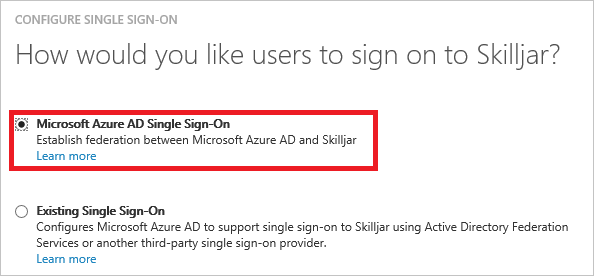 CONFIGURE SINGLE SIGN-ON
How would you like users to sign on to Skilljar?
Microsoft Azure AD Single Sign-On
Establish federation between Microsoft Azure AD and Skilljar
Learn more
Existing Single Sign-On
Configures Microsoft Azure AD to support single sign-on to Skilljar using Active Directory Federation
Services or another third-party single sign-on provider.
Learn more